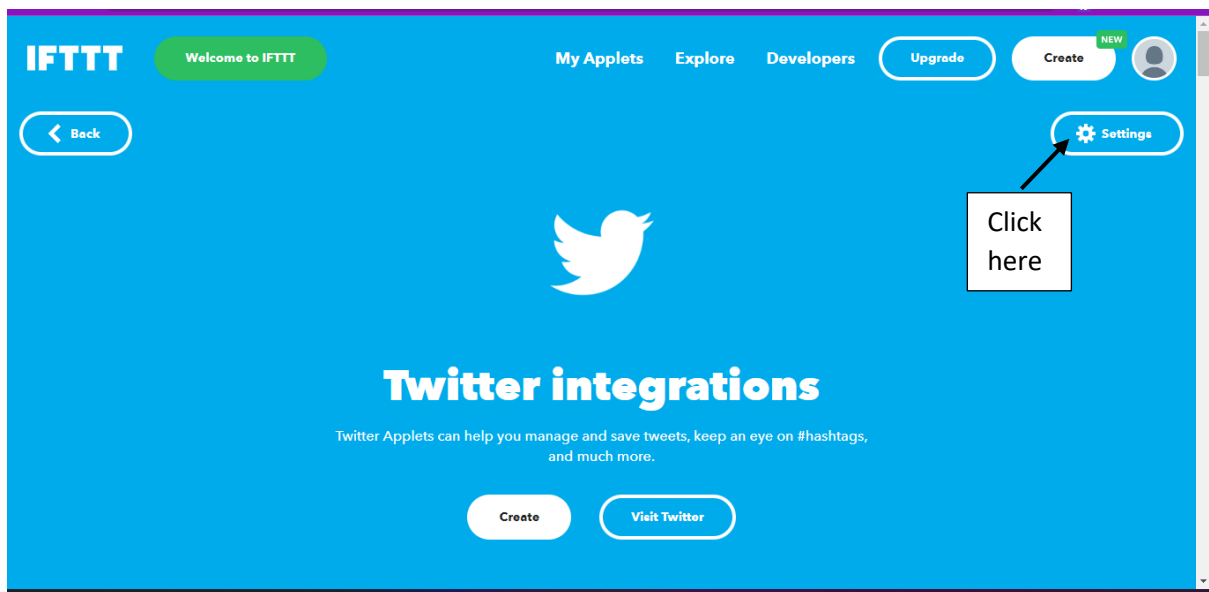 IFTTT
Welcome to IFTTT
My Applets
Explore
Developers
Upgrade
Create
NEW
Back
Settings
Click
here
Twitter integrations
Twitter Applets can help you manage and save tweets, keep an eye on #hashtags,
and much more.
Create
Visit Twitter